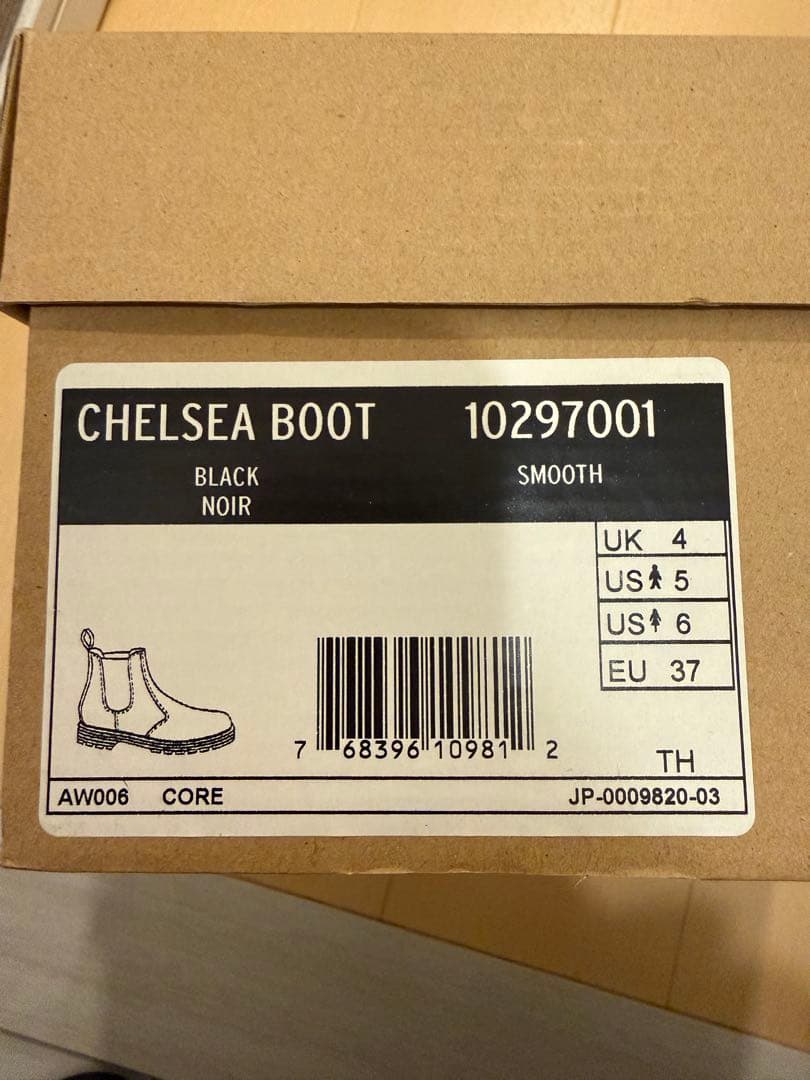 CHELSEA BOOT 10297001
BLACK SMOOTH
NOIR
UK 4
US 5
US 6
EU 37
7 68396 10981 2
TH
AW006 CORE JP-0009820-03